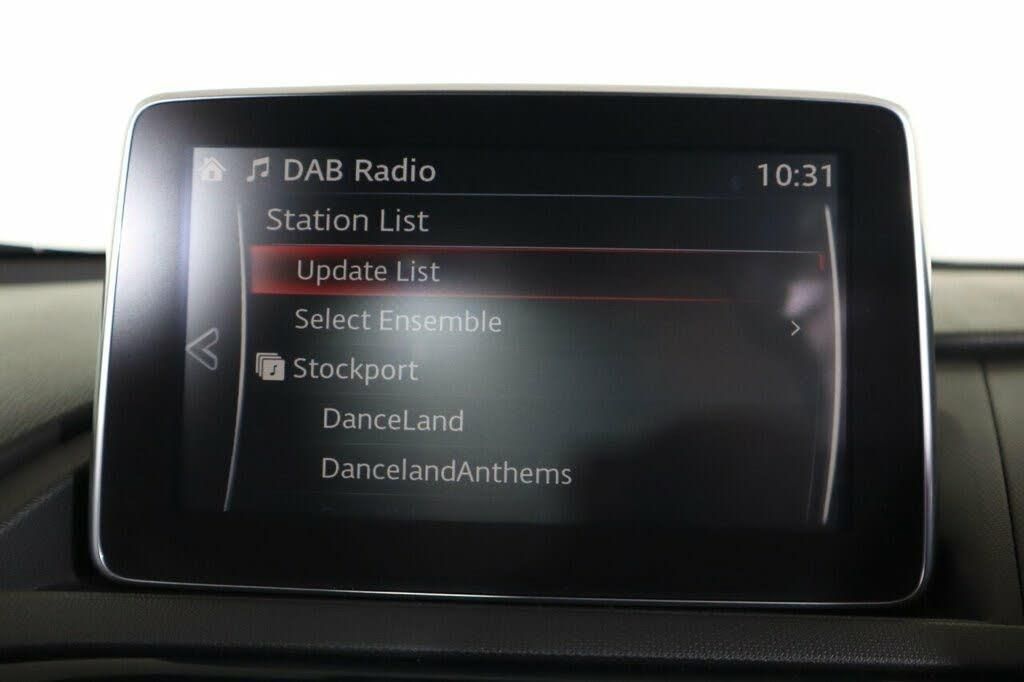 DAB Radio 10:31
Station List
Update List
Select Ensemble
Stockport
DanceLand
DancelandAnthems